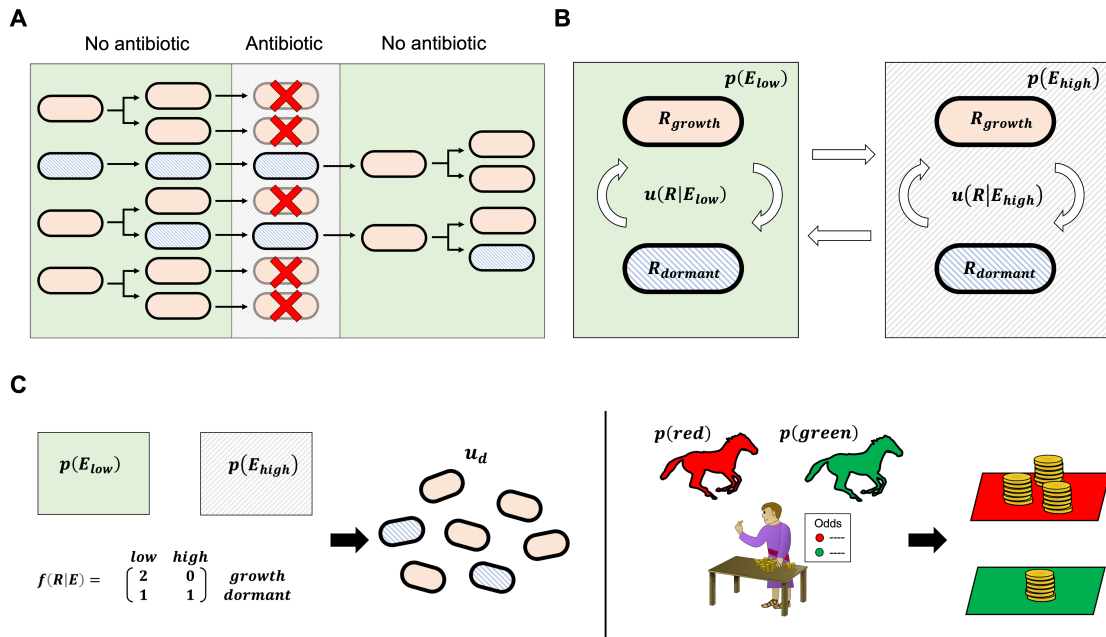 A
No antibiotic
Antibiotic
No antibiotic
B
p(E_low)
R_growth
u(R|E_low)
R_dormant
p(E_high)
R_growth
u(R|E_high)
R_dormant
C
p(E_low)
p(E_high)
low high
f(R|E) = 2 0 growth
1 1 dormant
u_d
p(red)
p(green)
Odds
-----
-----